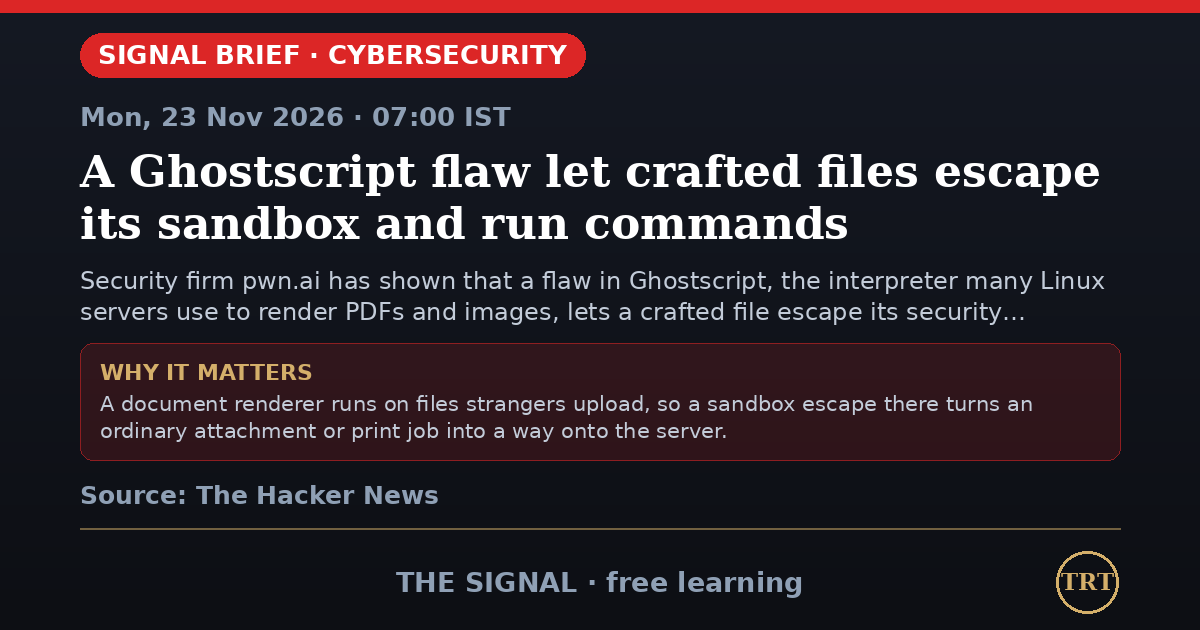 SIGNAL BRIEF · CYBERSECURITY
Mon, 23 Nov 2026 · 07:00 IST
A Ghostscript flaw let crafted files escape
its sandbox and run commands
Security firm pwn.ai has shown that a flaw in Ghostscript, the interpreter many Linux
servers use to render PDFs and images, lets a crafted file escape its security…
WHY IT MATTERS
A document renderer runs on files strangers upload, so a sandbox escape there turns an
ordinary attachment or print job into a way onto the server.
Source: The Hacker News
THE SIGNAL · free learning
TRT